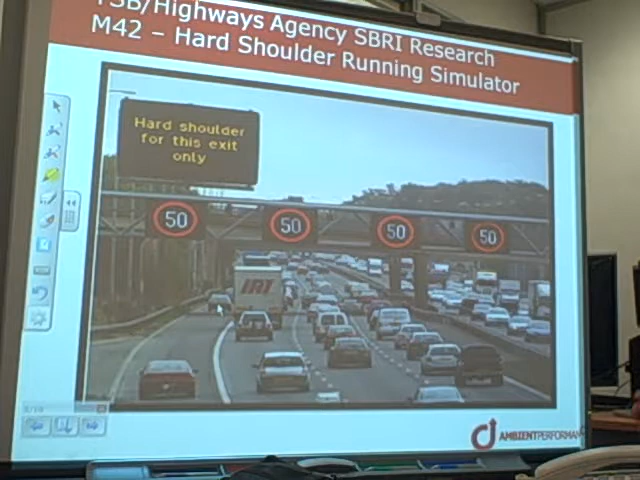 TSB/Highways Agency SBRI Research
M42 – Hard Shoulder Running Simulator
Hard shoulder
for this exit
only
50 50 50 50
IRT
AMBIENTPERFORMAN